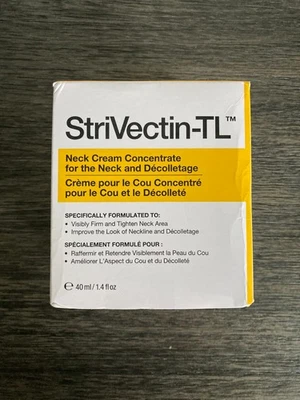 StriVectin-TL™
Neck Cream Concentrate
for the Neck and Décolletage
Crème pour le Cou Concentré
pour le Cou et le Décolleté
SPECIFICALLY FORMULATED TO:
• Visibly Firm and Tighten Neck Area
• Improve the Look of Neckline and Décolletage
SPÉCIALEMENT FORMULÉ POUR :
• Raffermir et Retendre Visiblement la Peau du Cou
• Améliorer L'Aspect du Cou et du Décolleté
℮ 40 ml/1.4 fl oz